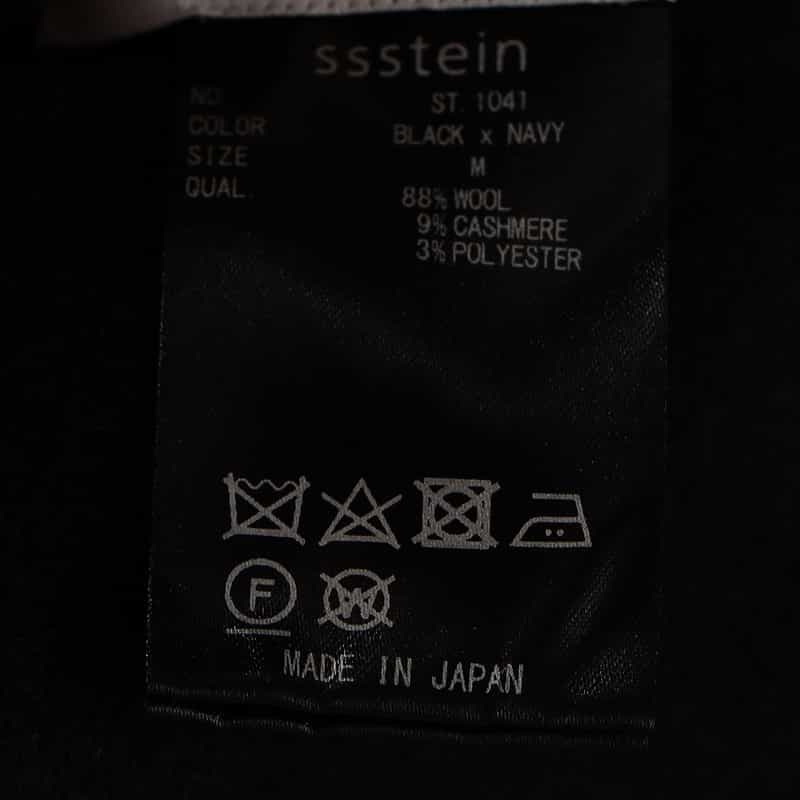 ssstein
NO. ST.1041
COLOR BLACK x NAVY
SIZE M
QUAL. 88% WOOL
9% CASHMERE
3% POLYESTER
F W
MADE IN JAPAN